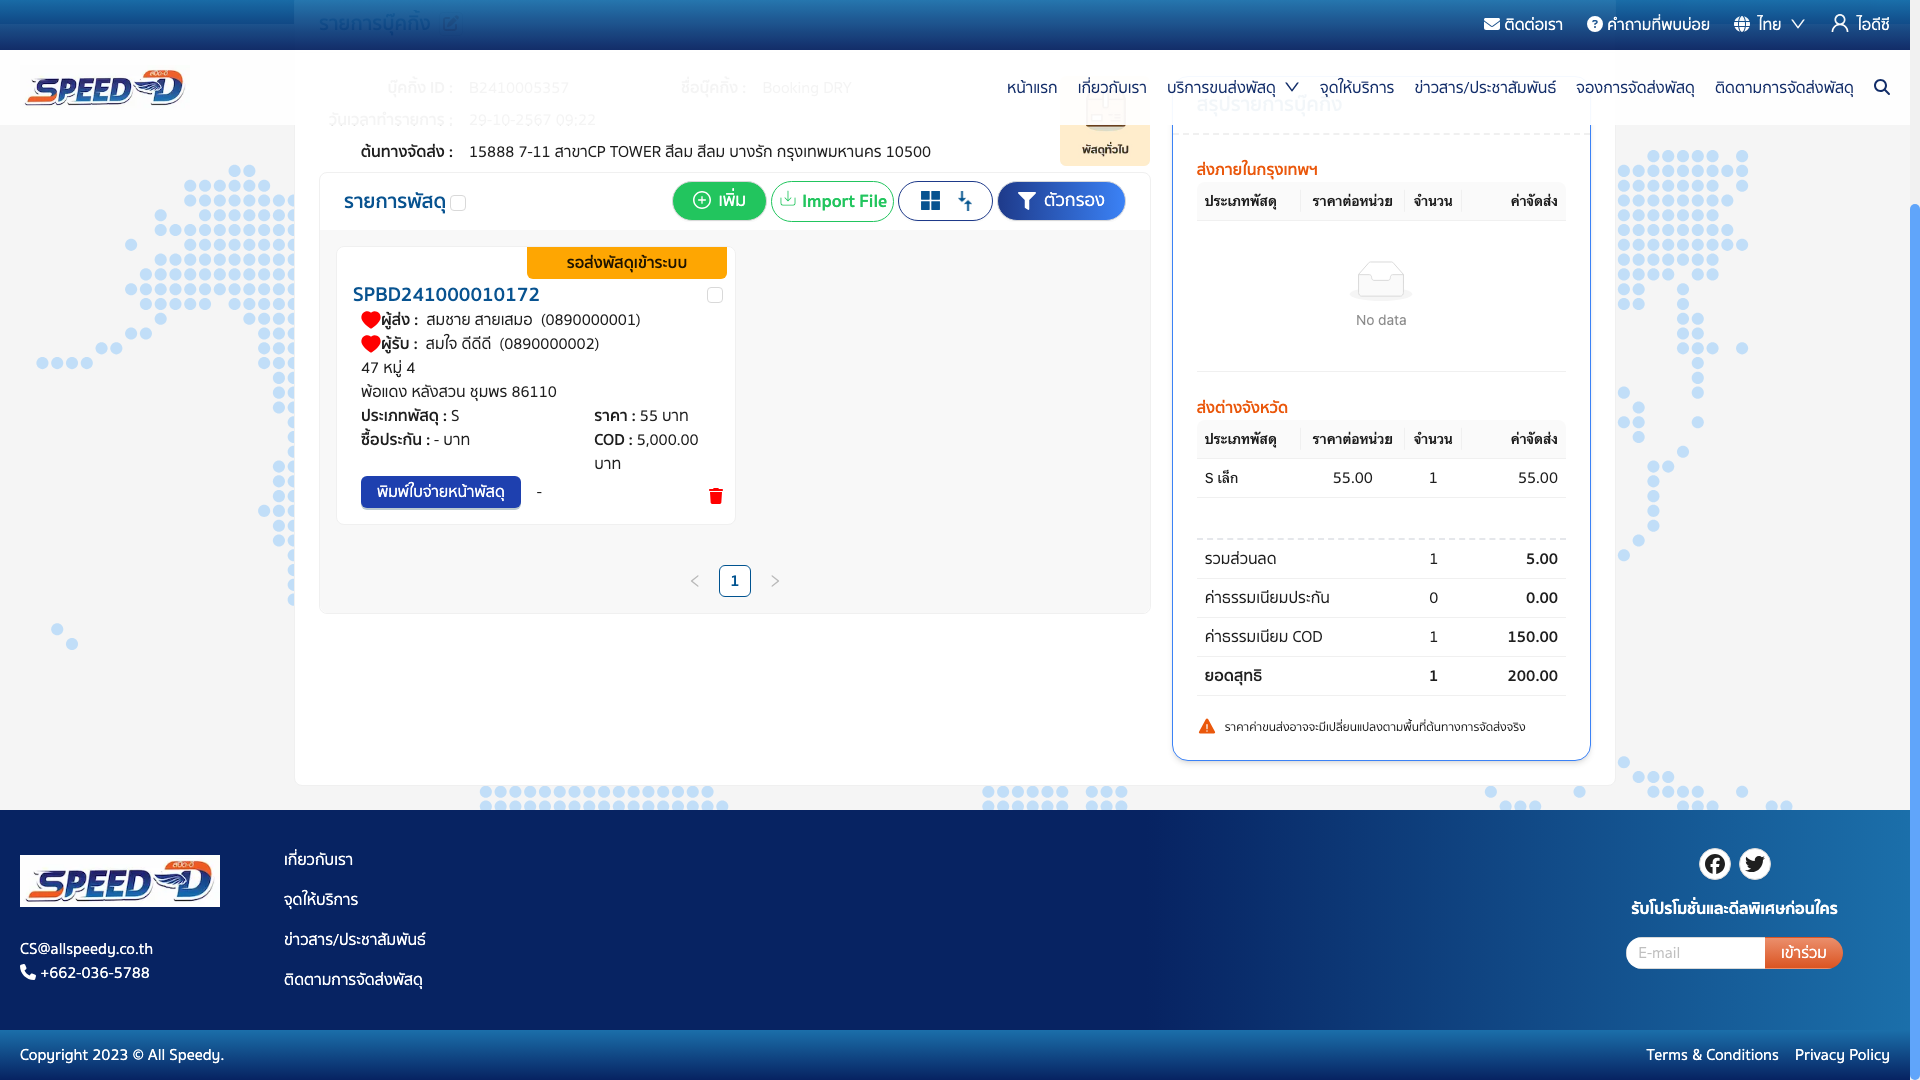 รายการบุ๊คกิ้ง
ติดต่อเรา
คำถามที่พบบ่อย
ไทย
ไอดีซี
สปีด-ดี
SPEED-D
หน้าแรก
เกี่ยวกับเรา
บริการขนส่งพัสดุ
จุดให้บริการ
ข่าวสาร/ประชาสัมพันธ์
จองการจัดส่งพัสดุ
ติดตามการจัดส่งพัสดุ
บุ๊คกิ้ง ID : B2410005357
ชื่อบุ๊คกิ้ง : Booking DRY
วันเวลาทำรายการ : 29-10-2567 09:22
ต้นทางจัดส่ง : 15888 7-11 สาขาCP TOWER สีลม สีลม บางรัก กรุงเทพมหานคร 10500
พัสดุทั่วไป
รายการพัสดุ
เพิ่ม
Import File
ตัวกรอง
รอส่งพัสดุเข้าระบบ
SPBD241000010172
ผู้ส่ง : สมชาย สายเสมอ (0890000001)
ผู้รับ : สมใจ ดีดีดี (0890000002)
47 หมู่ 4
พ้อแดง หลังสวน ชุมพร 86110
ประเภทพัสดุ : S
ราคา : 55 บาท
ซื้อประกัน : - บาท
COD : 5,000.00 บาท
พิมพ์ใบจ่ายหน้าพัสดุ
-
1
สรุปรายการบุ๊คกิ้ง
ส่งภายในกรุงเทพฯ
ประเภทพัสดุ ราคาต่อหน่วย จำนวน ค่าจัดส่ง
No data
ส่งต่างจังหวัด
ประเภทพัสดุ ราคาต่อหน่วย จำนวน ค่าจัดส่ง
S เล็ก 55.00 1 55.00
รวมส่วนลด 1 5.00
ค่าธรรมเนียมประกัน 0 0.00
ค่าธรรมเนียม COD 1 150.00
ยอดสุทธิ 1 200.00
ราคาค่าขนส่งอาจจะมีเปลี่ยนแปลงตามพื้นที่ต้นทางการจัดส่งจริง
สปีด-ดี
SPEED-D
CS@allspeedy.co.th
+662-036-5788
เกี่ยวกับเรา
จุดให้บริการ
ข่าวสาร/ประชาสัมพันธ์
ติดตามการจัดส่งพัสดุ
รับโปรโมชั่นและดีลพิเศษก่อนใคร
E-mail
เข้าร่วม
Copyright 2023 © All Speedy.
Terms & Conditions
Privacy Policy